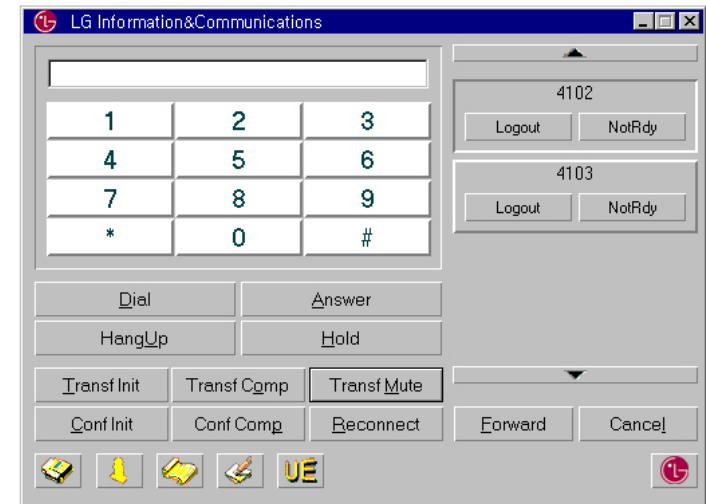 LG Information&Communications
1 2 3
4 5 6
7 8 9
* 0 #
Dial Answer
HangUp Hold
Transf Init Transf Comp Transf Mute
Conf Init Conf Comp Reconnect
4102
Logout NotRdy
4103
Logout NotRdy
Forward Cancel
UE